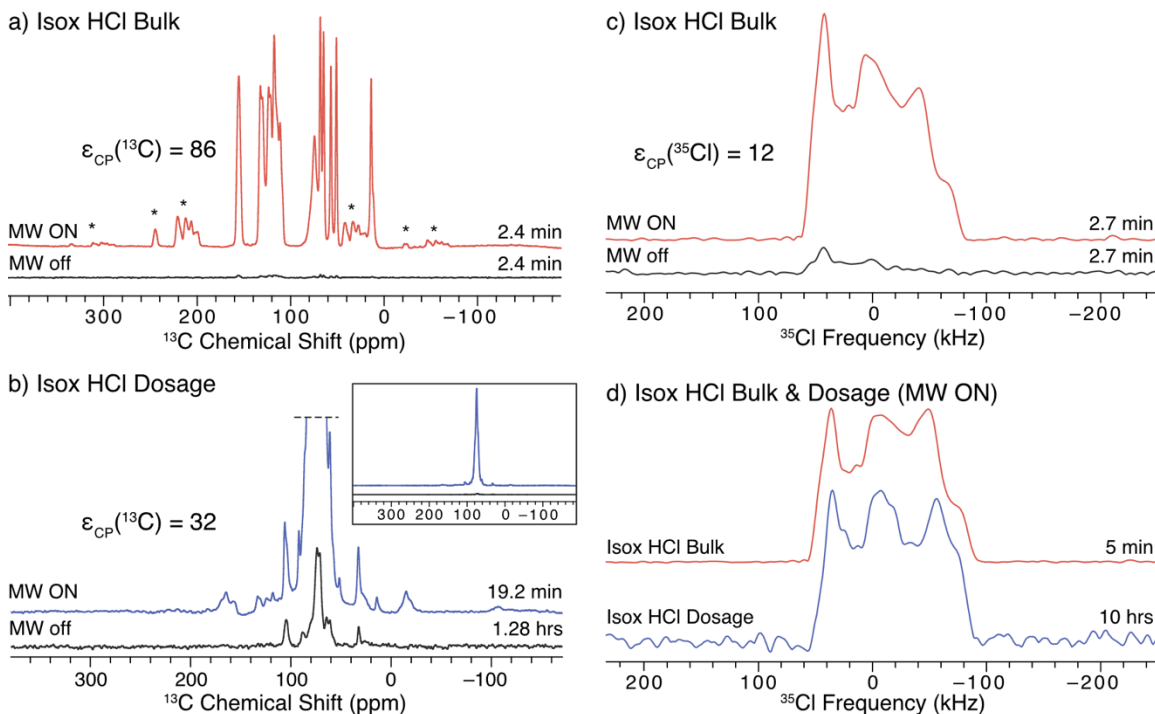 a) Isox HCl Bulk
εCP(¹³C) = 86
* * * * * *
MW ON 2.4 min
MW off 2.4 min
300 200 100 0 −100
¹³C Chemical Shift (ppm)
b) Isox HCl Dosage
300 200 100 0 −100
εCP(¹³C) = 32
MW ON 19.2 min
MW off 1.28 hrs
300 200 100 0 −100
¹³C Chemical Shift (ppm)
c) Isox HCl Bulk
εCP(³⁵Cl) = 12
MW ON 2.7 min
MW off 2.7 min
200 100 0 −100 −200
³⁵Cl Frequency (kHz)
d) Isox HCl Bulk & Dosage (MW ON)
Isox HCl Bulk 5 min
Isox HCl Dosage 10 hrs
200 100 0 −100 −200
³⁵Cl Frequency (kHz)